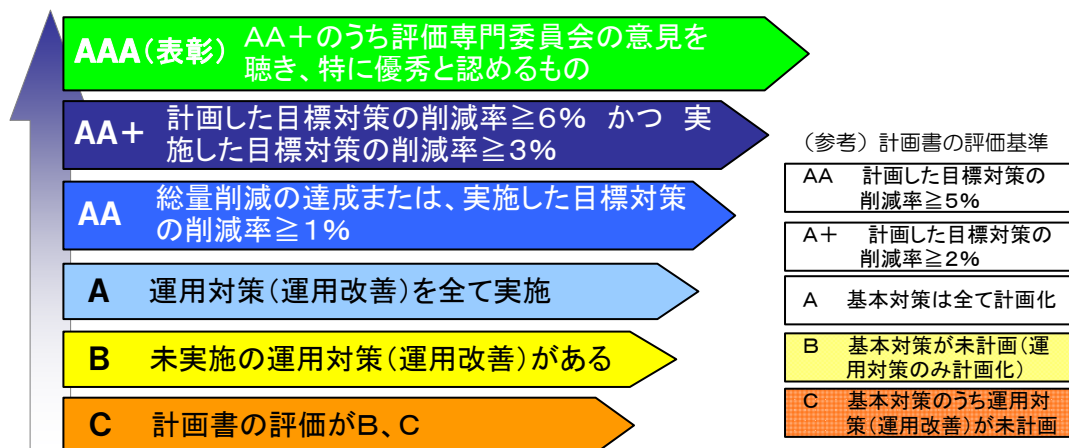 AAA(表彰) AA+のうち評価専門委員会の意見を
聴き、特に優秀と認めるもの
AA+ 計画した目標対策の削減率≧6% かつ 実
施した目標対策の削減率≧3%
AA 総量削減の達成または、実施した目標対策
の削減率≧1%
A 運用対策(運用改善)を全て実施
B 未実施の運用対策(運用改善)がある
C 計画書の評価がB、C
(参考)計画書の評価基準
AA 計画した目標対策の
削減率≧5%
A+ 計画した目標対策の
削減率≧2%
A 基本対策は全て計画化
B 基本対策が未計画(運
用対策のみ計画化)
C 基本対策のうち運用対
策(運用改善)が未計画